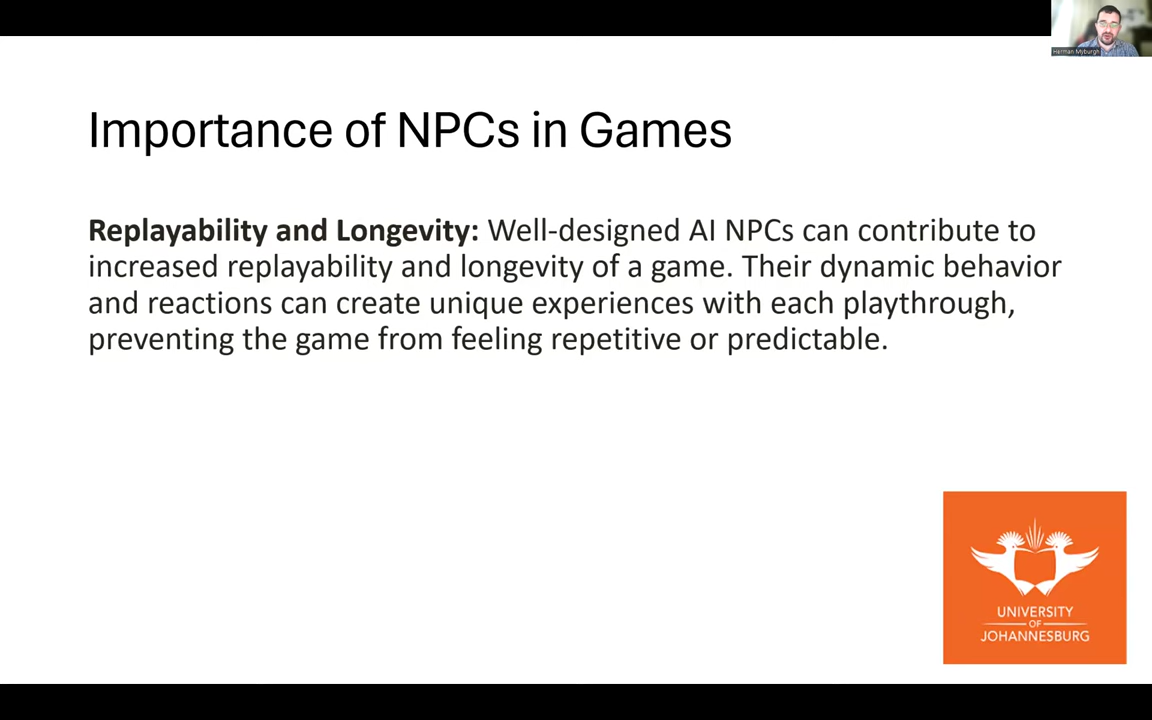 Herman Myburgh
Importance of NPCs in Games
Replayability and Longevity: Well-designed AI NPCs can contribute to
increased replayability and longevity of a game. Their dynamic behavior
and reactions can create unique experiences with each playthrough,
preventing the game from feeling repetitive or predictable.
UNIVERSITY
OF
JOHANNESBURG